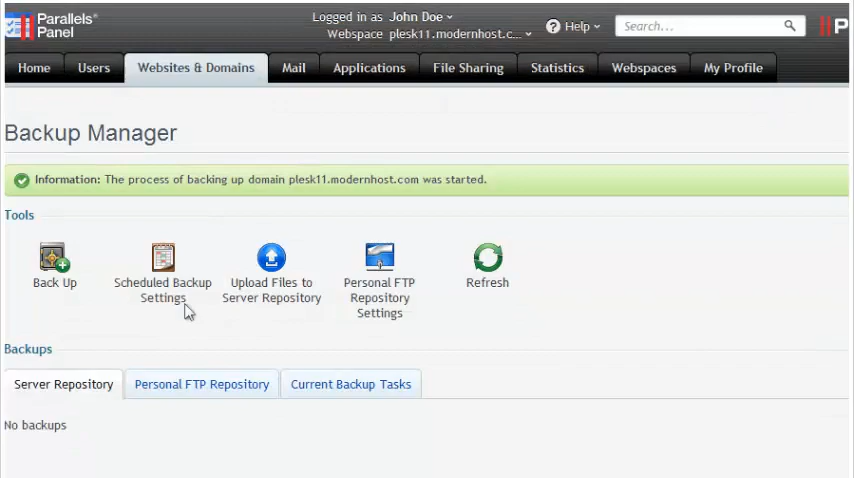 Parallels®
Panel
Logged in as John Doe
Webspace plesk11.modernhost.c...
? Help
Search...
P
Home Users Websites & Domains Mail Applications File Sharing Statistics Webspaces My Profile
Backup Manager
Information: The process of backing up domain plesk11.modernhost.com was started.
Tools
Back Up
Scheduled Backup
Settings
Upload Files to
Server Repository
Personal FTP
Repository
Settings
Refresh
Backups
Server Repository Personal FTP Repository Current Backup Tasks
No backups